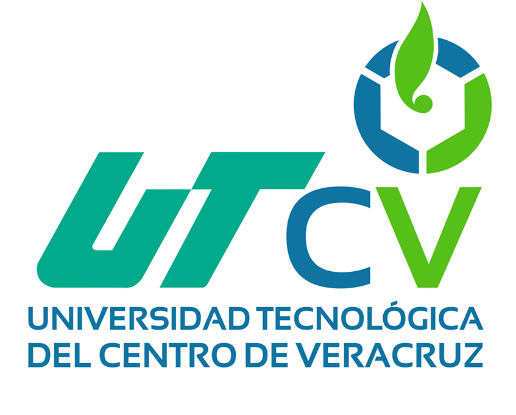 UTCV
UNIVERSIDAD TECNOLÓGICA
DEL CENTRO DE VERACRUZ